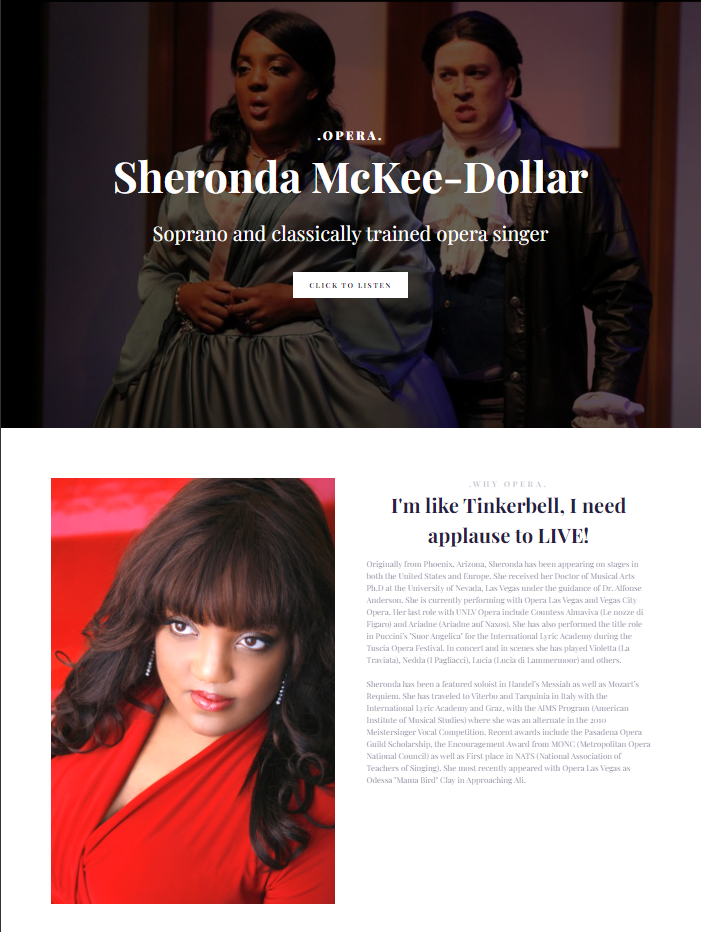 .OPERA.
Sheronda McKee-Dollar
Soprano and classically trained opera singer
CLICK TO LISTEN
.WHY OPERA.
I'm like Tinkerbell, I need
applause to LIVE!
Originally from Phoenix, Arizona, Sheronda has been appearing on stages in
both the United States and Europe. She received her Doctor of Musical Arts
Ph.D at the University of Nevada, Las Vegas under the guidance of Dr. Alfonse
Anderson. She is currently performing with Opera Las Vegas and Vegas City
Opera. Her last role with UNLV Opera include Countess Almaviva (Le nozze di
Figaro) and Ariadne (Ariadne auf Naxos). She has also performed the title role
in Puccini's "Suor Angelica" for the International Lyric Academy during the
Tuscia Opera Festival. In concert and in scenes she has played Violetta (La
Traviata), Nedda (I Pagliacci), Lucia (Lucia di Lammermoor) and others.
Sheronda has been a featured soloist in Handel's Messiah as well as Mozart's
Requiem. She has traveled to Viterbo and Tarquinia in Italy with the
International Lyric Academy and Graz, with the AIMS Program (American
Institute of Musical Studies) where she was an alternate in the 2010
Meistersinger Vocal Competition. Recent awards include the Pasadena Opera
Guild Scholarship, the Encouragement Award from MONC (Metropolitan Opera
National Council) as well as First place in NATS (National Association of
Teachers of Singing). She most recently appeared with Opera Las Vegas as
Odessa "Mama Bird" Clay in Approaching Ali.